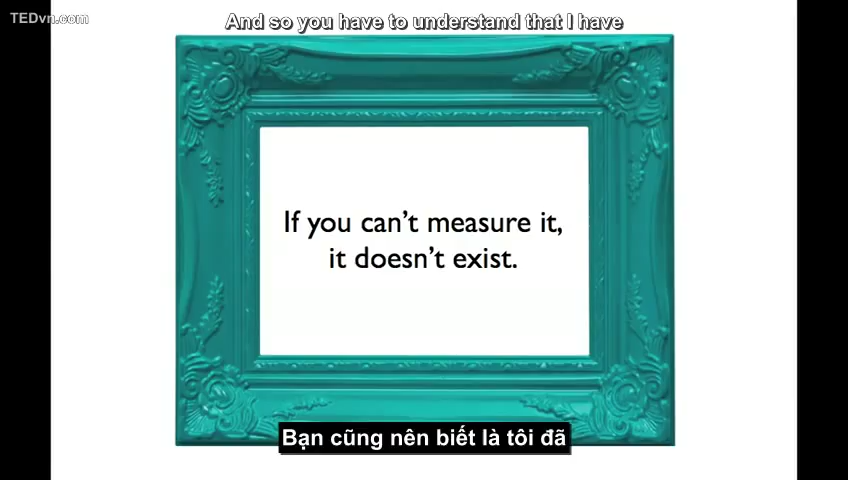 TEDvn.com
And so you have to understand that I have
If you can't measure it,
it doesn't exist.
Bạn cũng nên biết là tôi đã